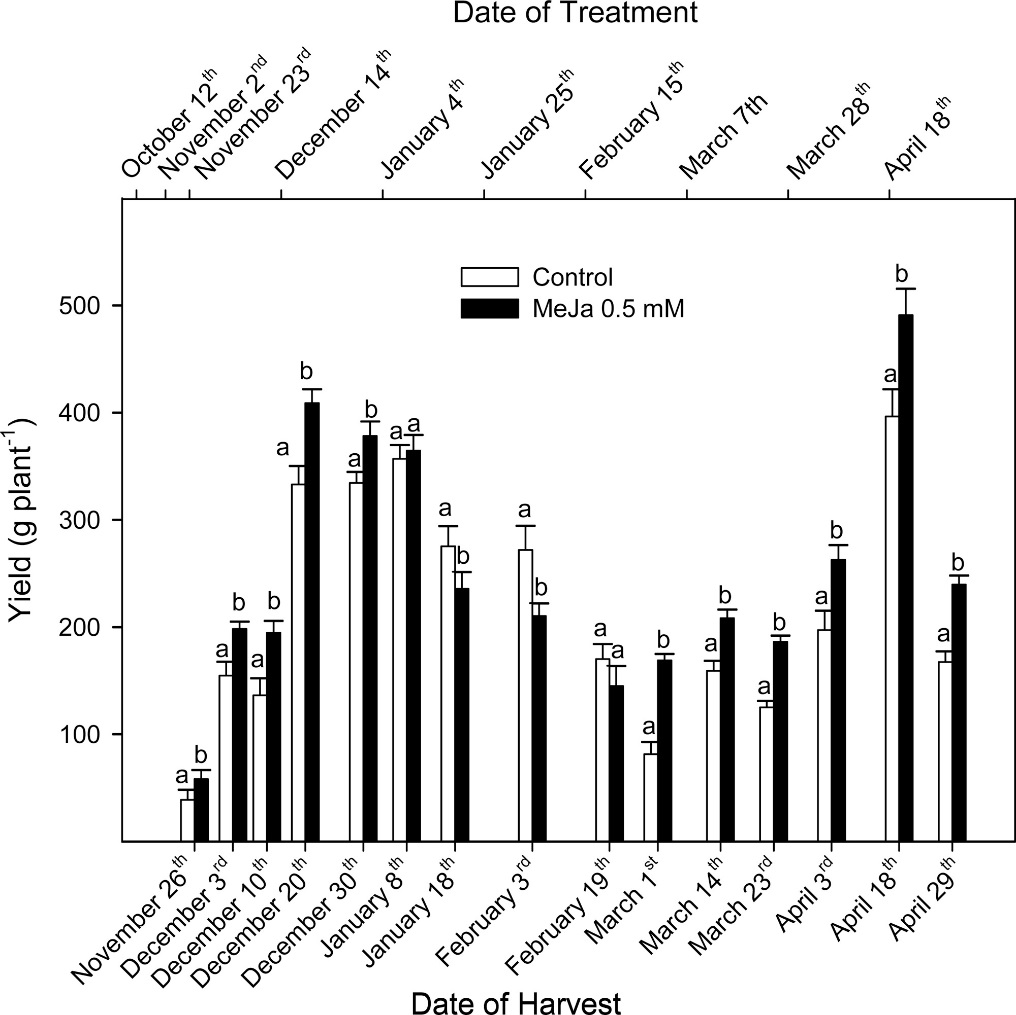 Date of Treatment
October 12th
November 2nd
November 23rd
December 14th
January 4th
January 25th
February 15th
March 7th
March 28th
April 18th
Control
MeJa 0.5 mM
Yield (g plant-1)
500
400
300
200
100
a b
a b
a b
a b
a b
a a
a b
a b
a a
a b
a b
a b
a b
a b
a b
November 26th
December 3rd
December 10th
December 20th
December 30th
January 8th
January 18th
February 3rd
February 19th
March 1st
March 14th
March 23rd
April 3rd
April 18th
April 29th
Date of Harvest